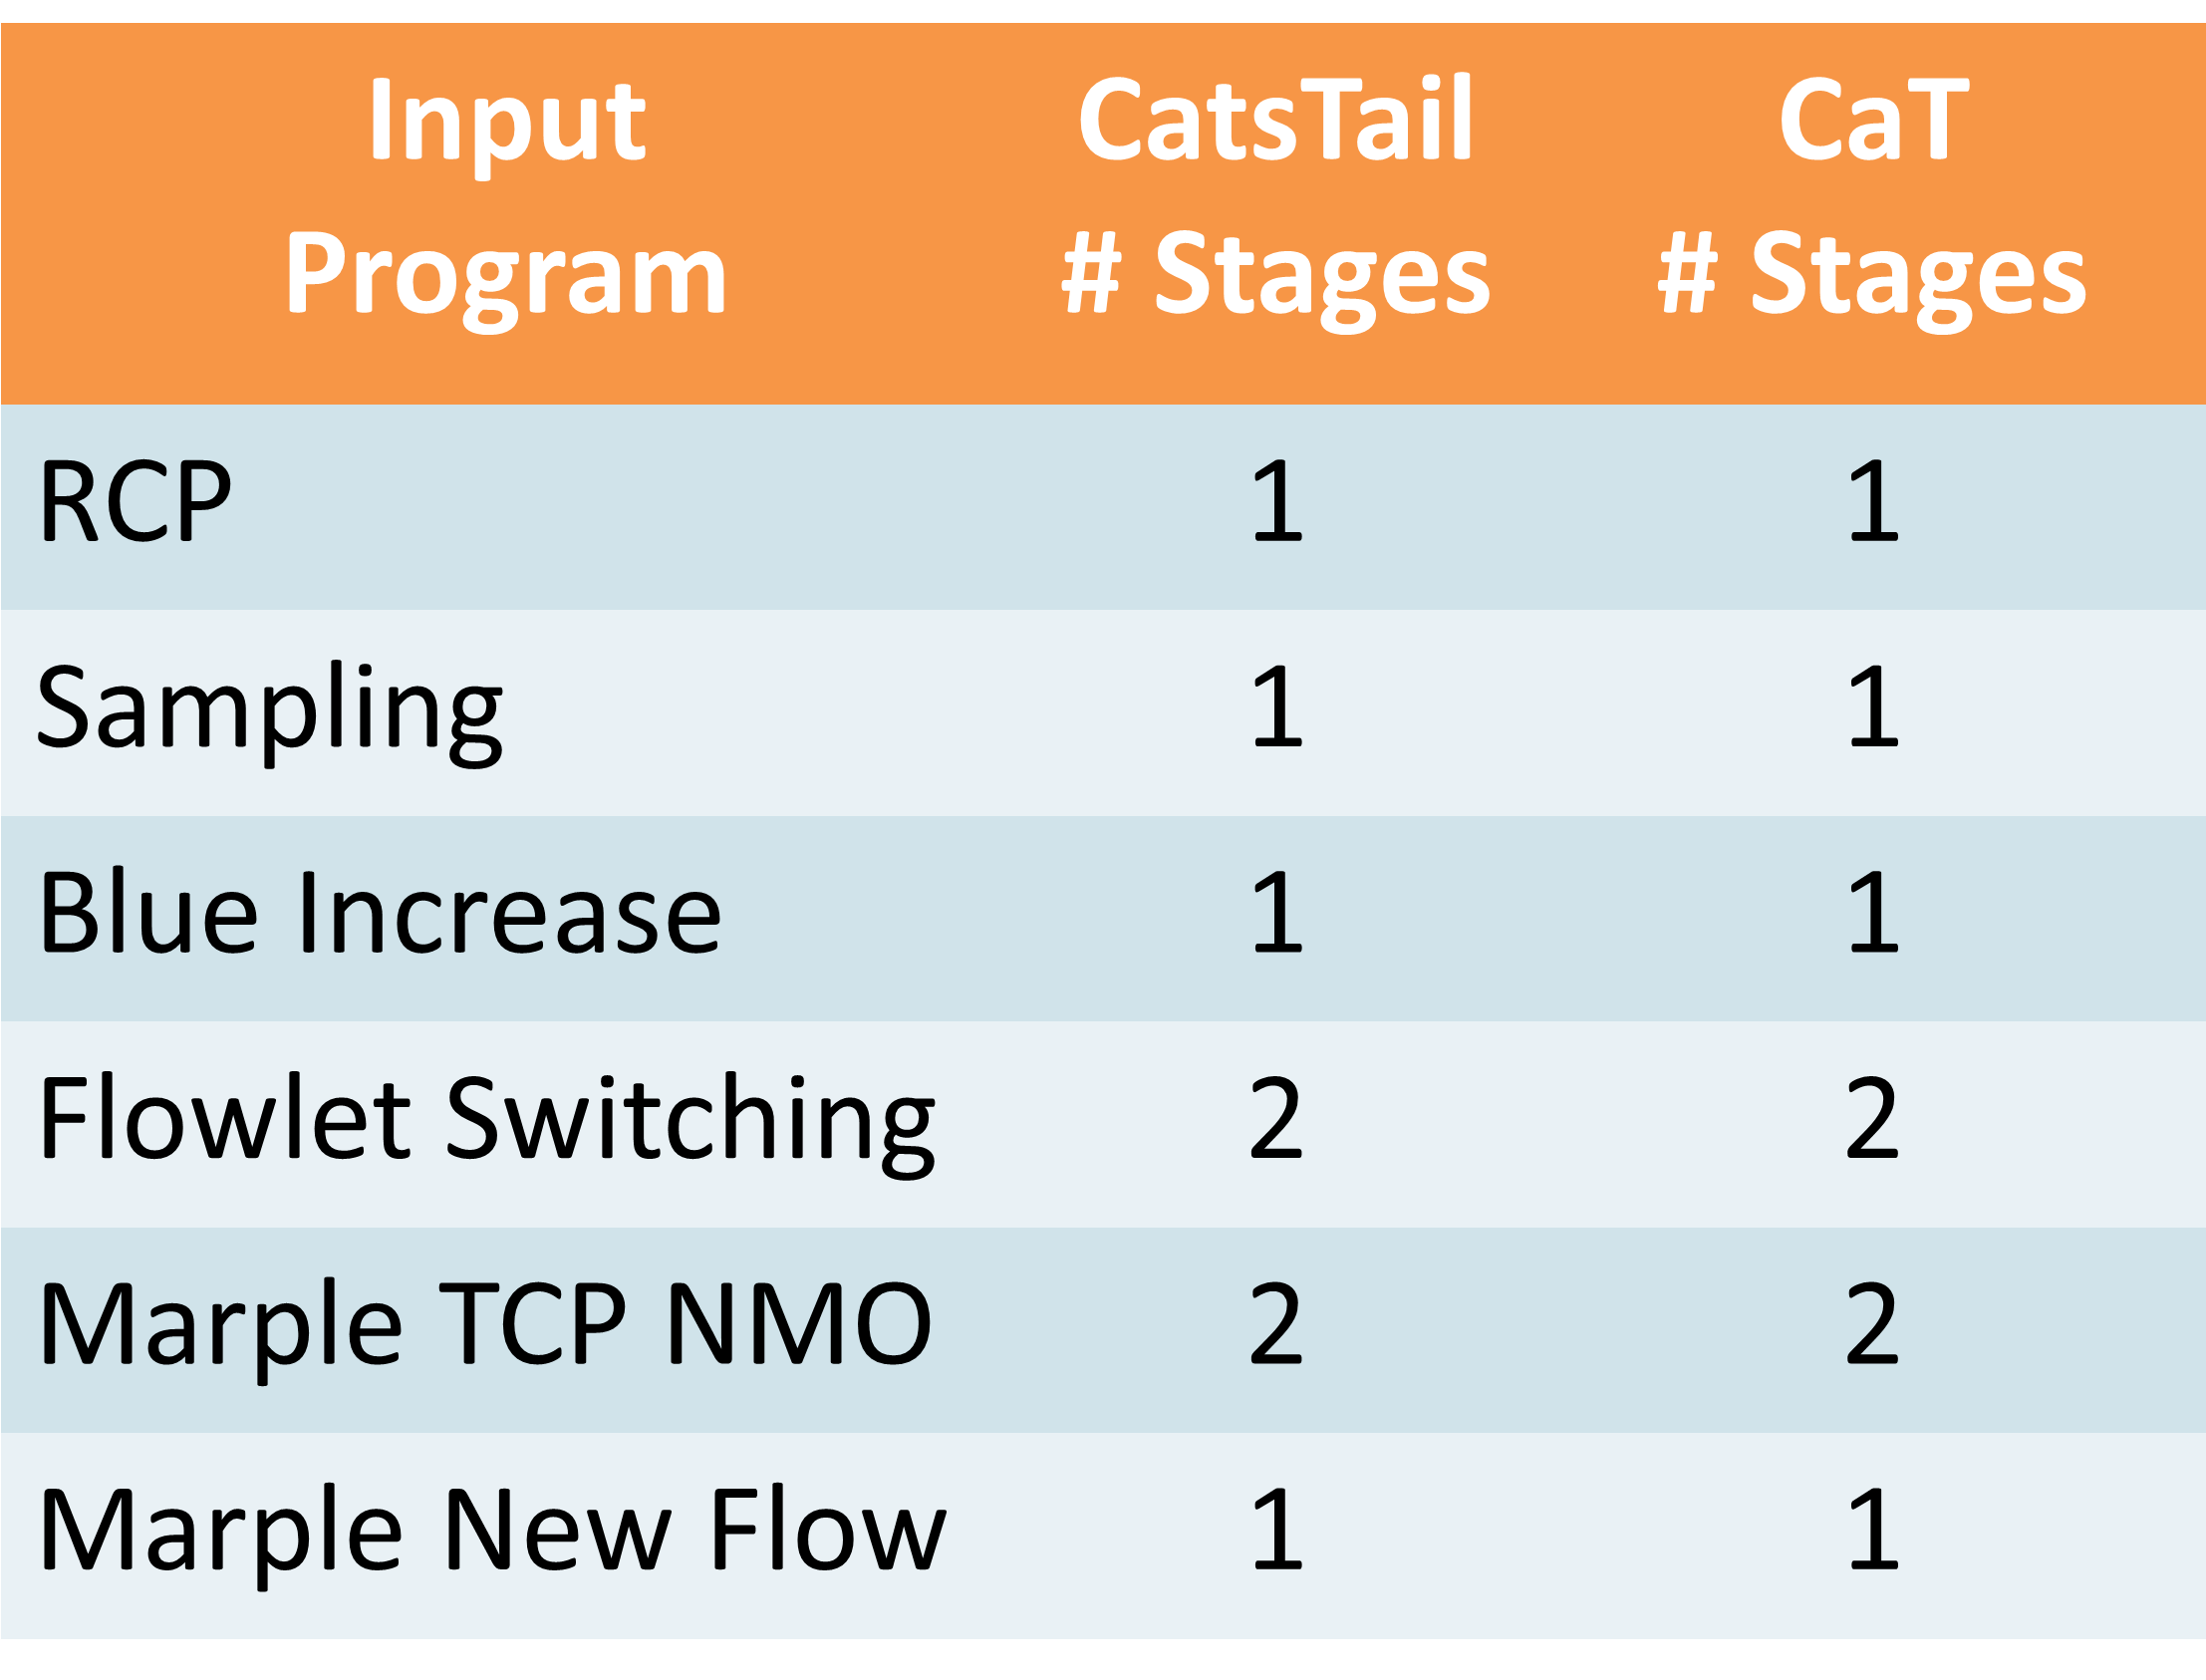 Input Program CatsTail # Stages CaT # Stages
RCP 1 1
Sampling 1 1
Blue Increase 1 1
Flowlet Switching 2 2
Marple TCP NMO 2 2
Marple New Flow 1 1